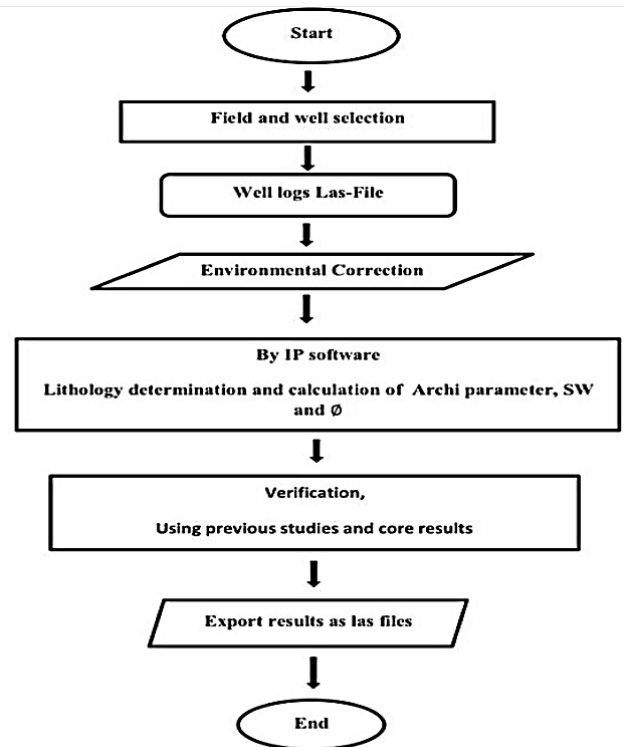 Start
Field and well selection
Well logs Las-File
Environmental Correction
By IP software
Lithology determination and calculation of Archi parameter, SW
and Ø
Verification,
Using previous studies and core results
Export results as las files
End